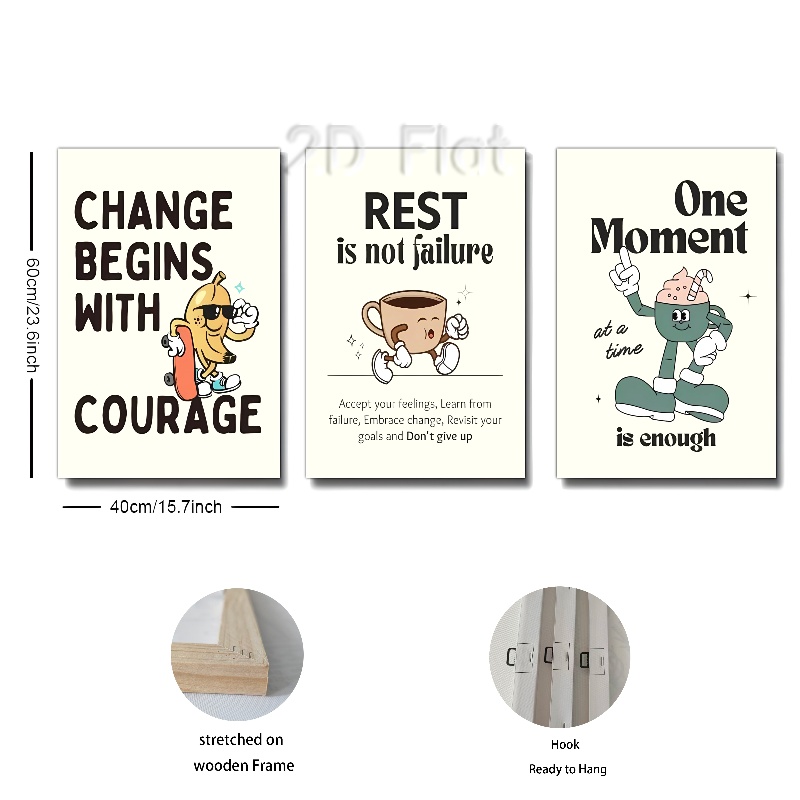 2D Flat
60cm/23.6inch
40cm/15.7inch
CHANGE
BEGINS
WITH
COURAGE
REST
is not failure
Accept your feelings, Learn from
failure, Embrace change, Revisit your
goals and Don't give up
One
Moment
at a
time
is enough
stretched on
wooden Frame
Hook
Ready to Hang